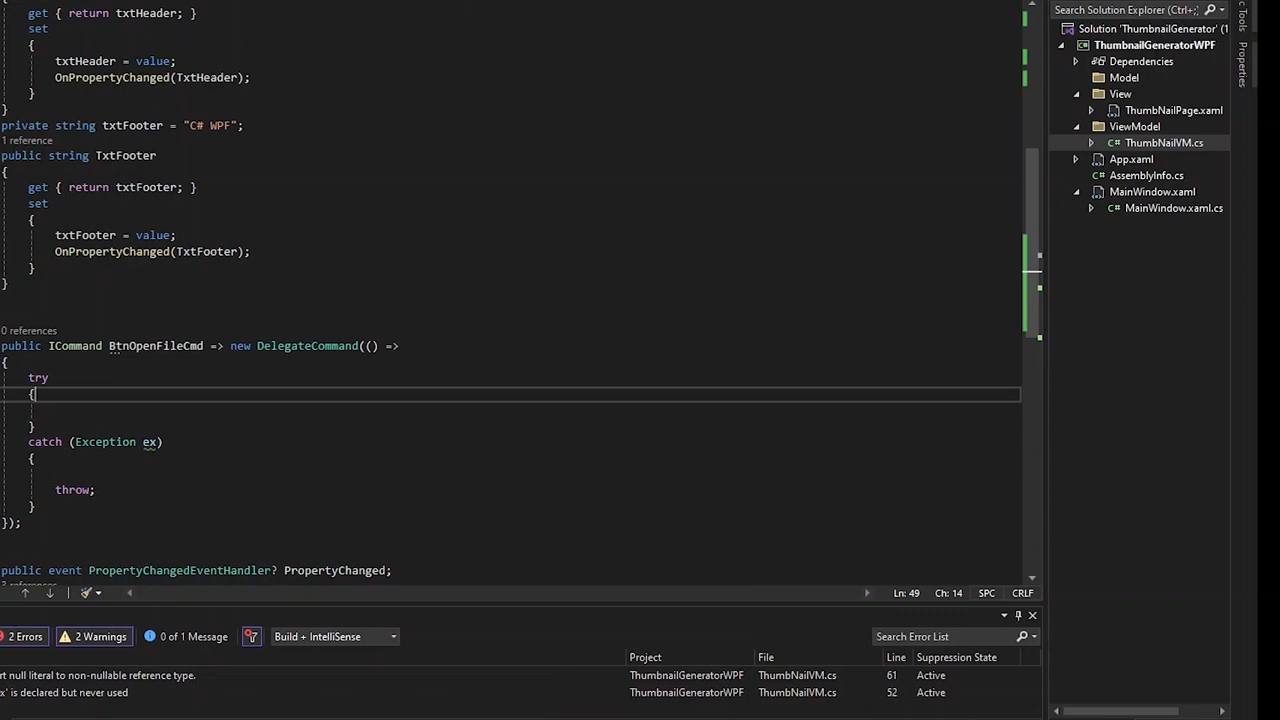 get { return txtHeader; }
set
{
txtHeader = value;
OnPropertyChanged(TxtHeader);
}
}
private string txtFooter = "C# WPF";
1 reference
public string TxtFooter
{
get { return txtFooter; }
set
{
txtFooter = value;
OnPropertyChanged(TxtFooter);
}
}
0 references
public ICommand BtnOpenFileCmd => new DelegateCommand(() =>
{
try
{
}
catch (Exception ex)
{
throw;
}
});
public event PropertyChangedEventHandler? PropertyChanged;
3 references
Ln: 49 Ch: 14 SPC CRLF
2 Errors 2 Warnings 0 of 1 Message Build + IntelliSense Search Error List
Project File Line Suppression State
rt null literal to non-nullable reference type. ThumbnailGeneratorWPF ThumbNailVM.cs 61 Active
x' is declared but never used ThumbnailGeneratorWPF ThumbNailVM.cs 52 Active
Search Solution Explorer (Ctrl+;)
Solution 'ThumbnailGenerator' (1
ThumbnailGeneratorWPF
Dependencies
Model
View
ThumbNailPage.xaml
ViewModel
C# ThumbNailVM.cs
App.xaml
C# AssemblyInfo.cs
MainWindow.xaml
C# MainWindow.xaml.cs
c Tools
Properties